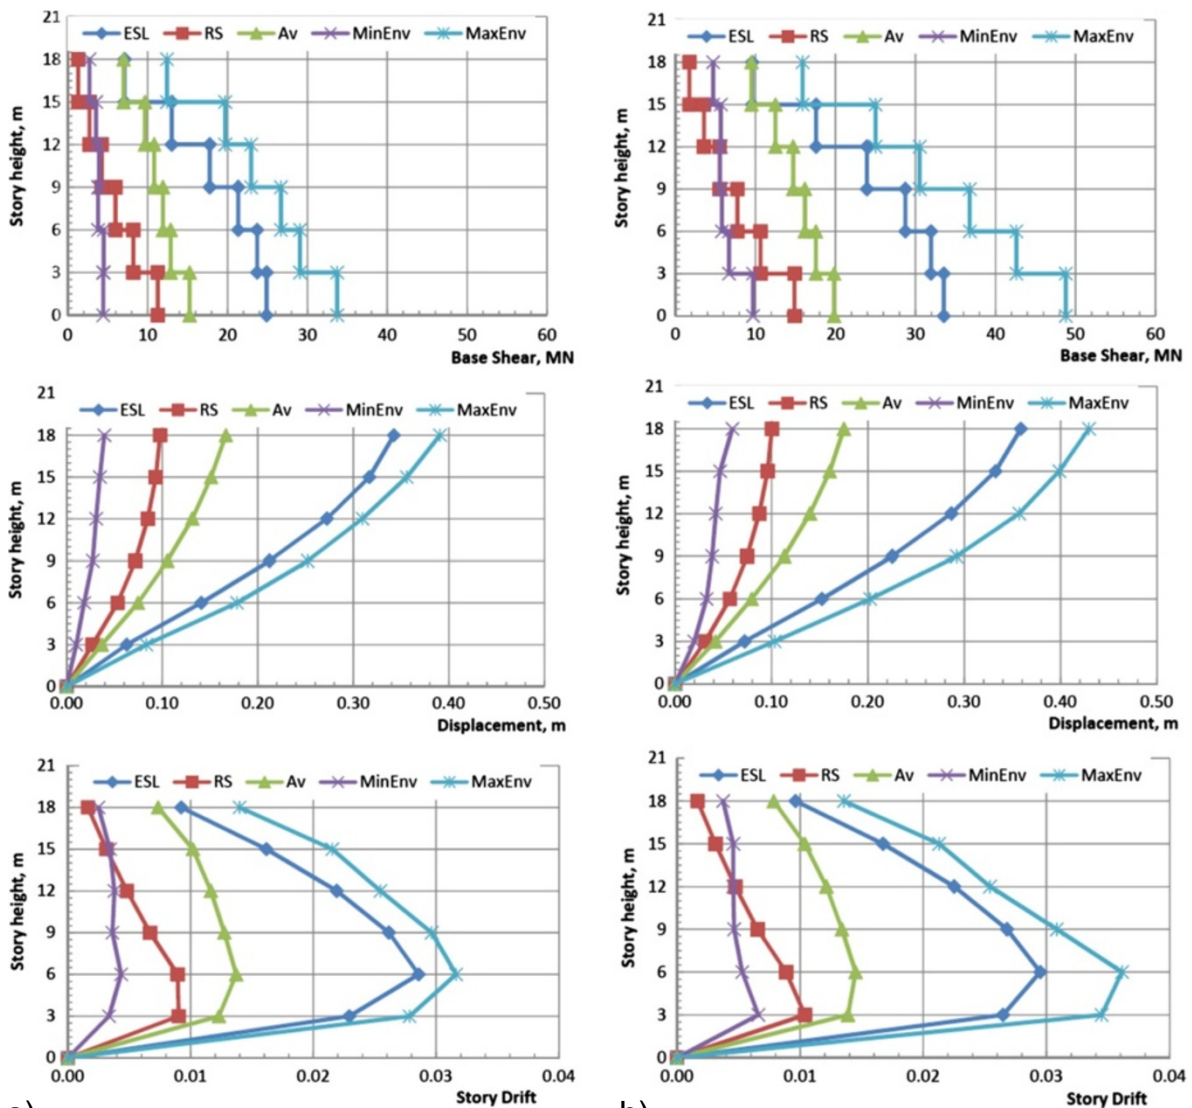 21
ESL RS Av MinEnv MaxEnv
18
15
12
9
6
3
0
Story height, m
0 10 20 30 40 50 60
Base Shear, MN
21
ESL RS Av MinEnv MaxEnv
18
15
12
9
6
3
0
Story height, m
0 10 20 30 40 50 60
Base Shear, MN
21
ESL RS Av MinEnv MaxEnv
18
15
12
9
6
3
0
Story height, m
0.00 0.10 0.20 0.30 0.40 0.50
Displacement, m
21
ESL RS Av MinEnv MaxEnv
18
15
12
9
6
3
0
Story height, m
0.00 0.10 0.20 0.30 0.40 0.50
Displacement, m
21
ESL RS Av MinEnv MaxEnv
18
15
12
9
6
3
0
Story height, m
0.00 0.01 0.02 0.03 0.04
Story Drift
21
ESL RS Av MinEnv MaxEnv
18
15
12
9
6
3
0
Story height, m
0.00 0.01 0.02 0.03 0.04
Story Drift